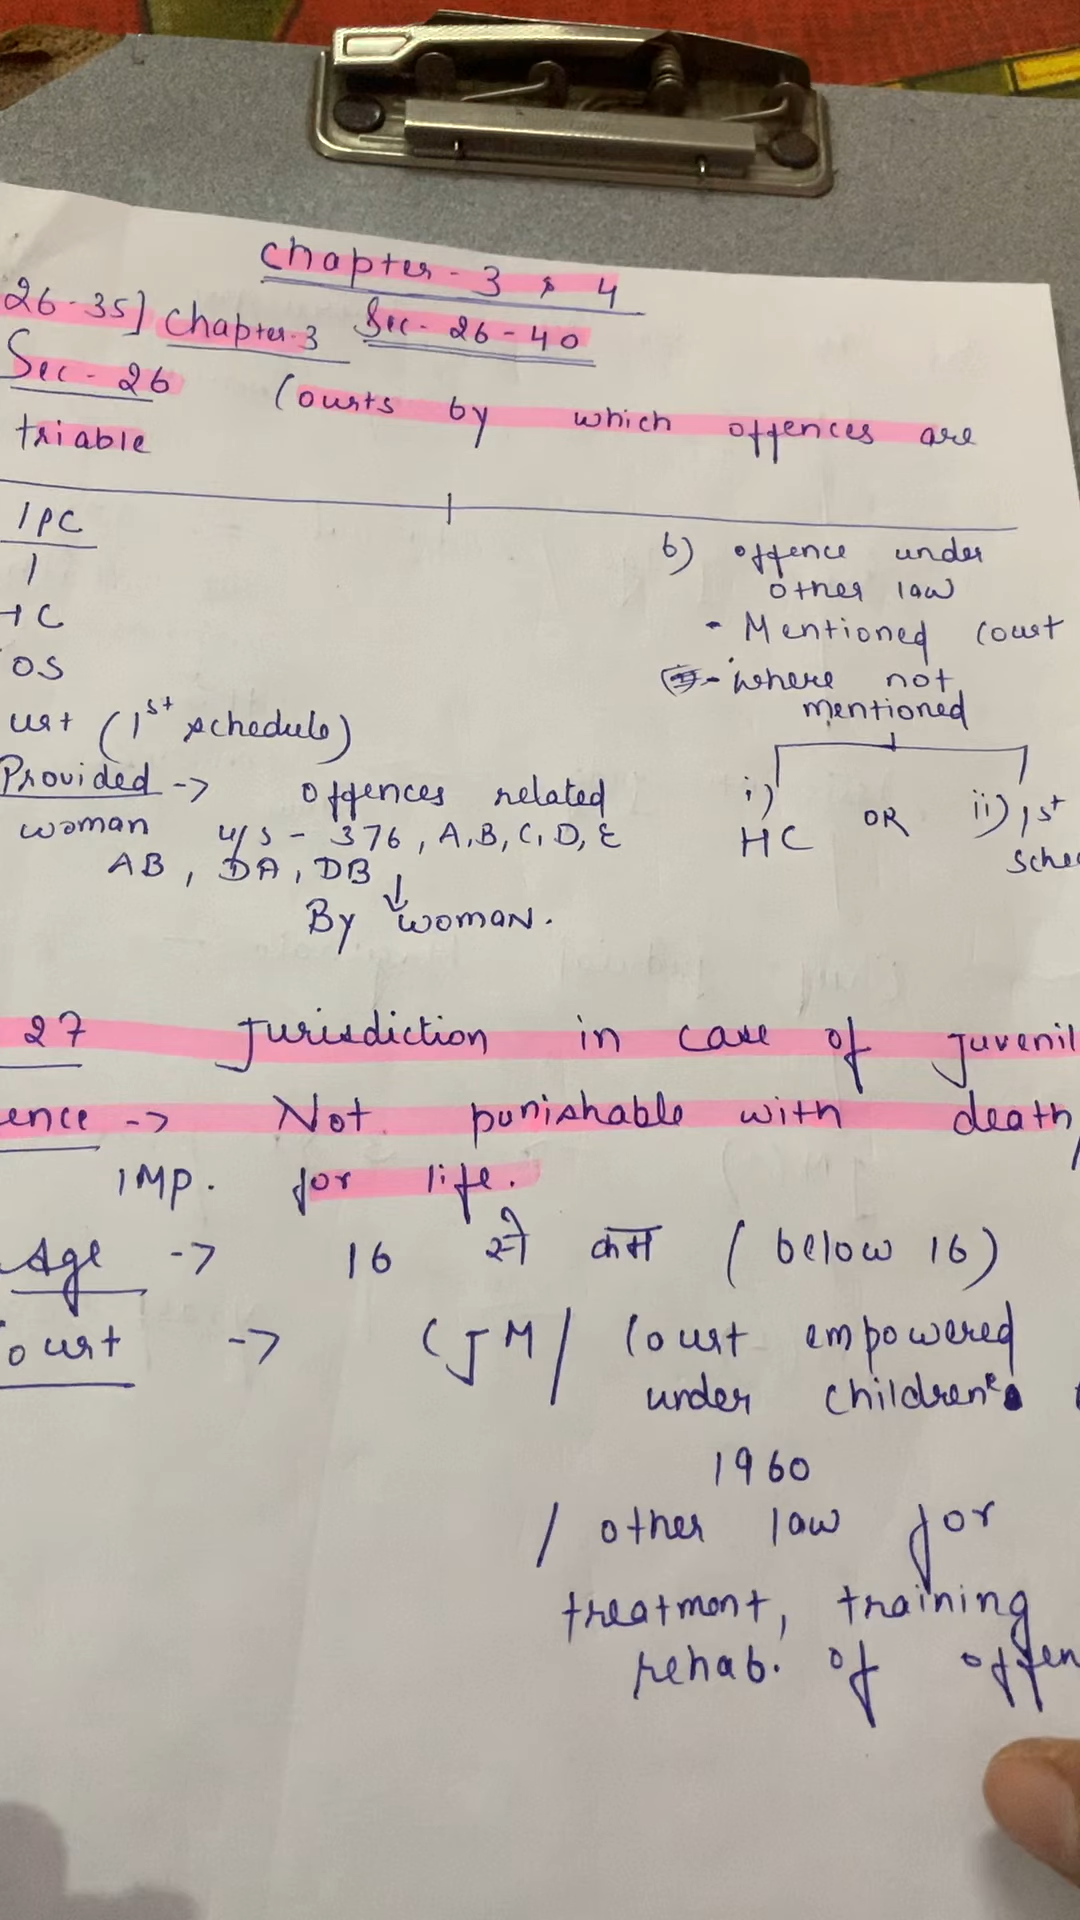 Chapter - 3 & 4
26-35] Chapter-3 Sec- 26-40
Sec - 26 Courts by which offences are
triable
IPC
HC
OS
urt (1st schedule)
Provided -> offences related
woman u/s - 376, A,B,C,D,E
AB, DA, DB
By woman.
b) offence under
other law
- Mentioned Court
- where not
mentioned
i) HC OR ii) 1st
Sche
27 Jurisdiction in case of juvenil
ence -> Not punishable with death/
IMP. for life.
Age -> 16 से कम (below 16)
Court -> CJM / Court empowered
under children's
1960
/ other law for
treatment, training
rehab. of offen